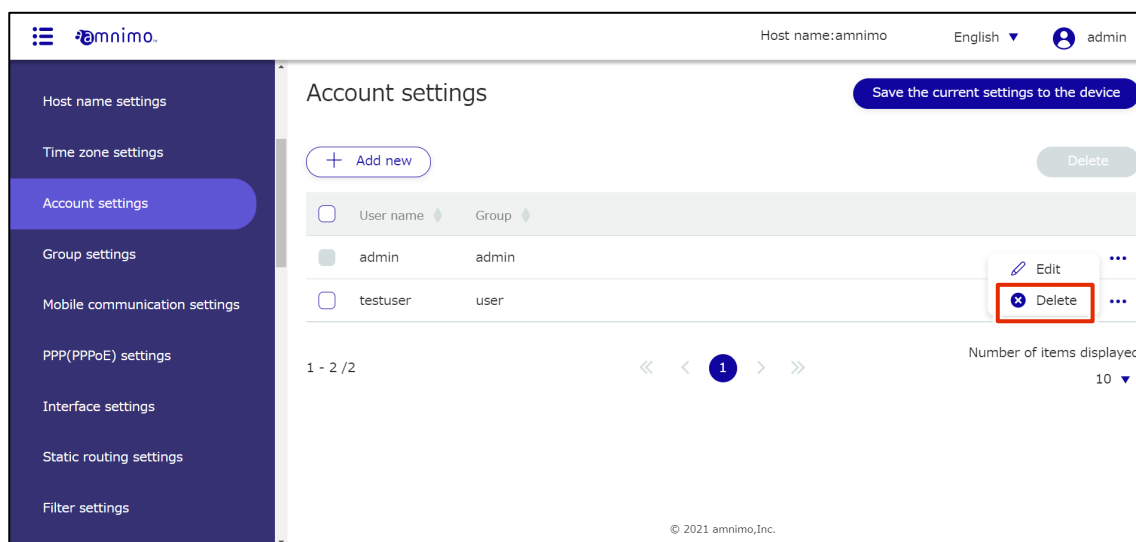 amnimo.
Host name:amnimo
English
admin
Host name settings
Time zone settings
Account settings
Group settings
Mobile communication settings
PPP(PPPoE) settings
Interface settings
Static routing settings
Filter settings
Account settings
Save the current settings to the device
Add new
Delete
User name Group
admin admin
testuser user
Edit
Delete
1 - 2 /2
1
Number of items displayed
10
© 2021 amnimo,Inc.